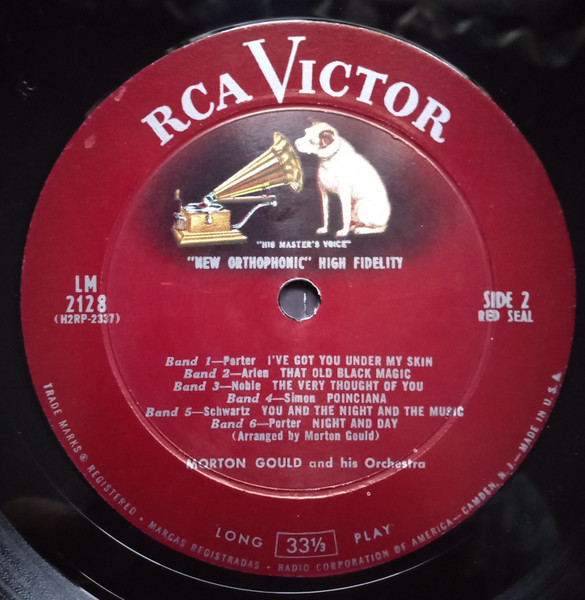 RCA VICTOR
"HIS MASTER'S VOICE"
"NEW ORTHOPHONIC" HIGH FIDELITY
LM
2128
(H2RP-2337)
SIDE 2
RED SEAL
Band 1—Porter I'VE GOT YOU UNDER MY SKIN
Band 2—Arlen THAT OLD BLACK MAGIC
Band 3—Noble THE VERY THOUGHT OF YOU
Band 4—Simon POINCIANA
Band 5—Schwartz YOU AND THE NIGHT AND THE MUSIC
Band 6—Porter NIGHT AND DAY
(Arranged by Morton Gould)
MORTON GOULD and his Orchestra
LONG 33⅓ PLAY
TRADE MARKS ® REGISTERED • MARCAS REGISTRADAS • RADIO CORPORATION OF AMERICA—CAMDEN, N. J.—MADE IN U.S.A.